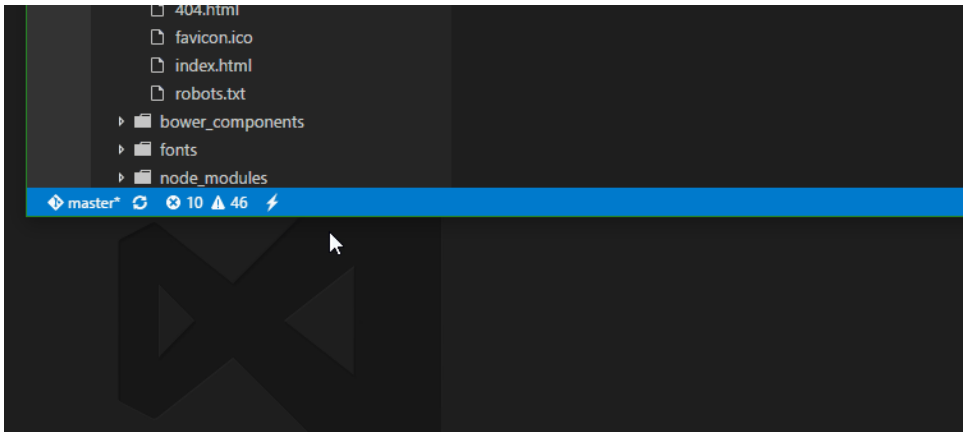 404.html
favicon.ico
index.html
robots.txt
bower_components
fonts
node_modules
master* 10 46